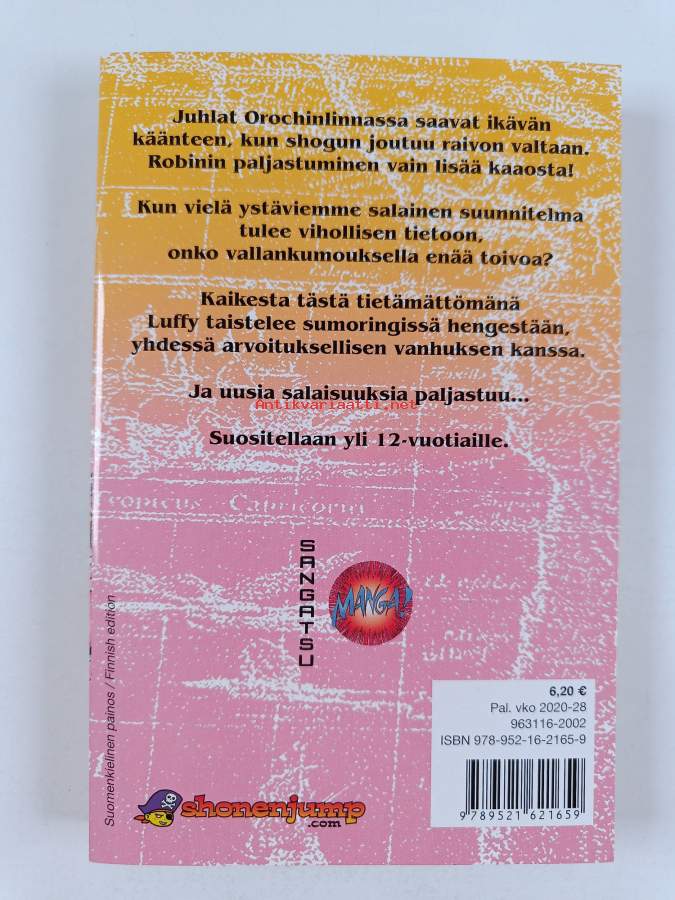 Juhlat Orochinlinnassa saavat ikävän
käänteen, kun shogun joutuu raivon valtaan.
Robinin paljastuminen vain lisää kaaosta!
Kun vielä ystäviemme salainen suunnitelma
tulee vihollisen tietoon,
onko vallankumouksella enää toivoa?
Kaikesta tästä tietämättömänä
Luffy taistelee sumoringissä hengestään,
yhdessä arvoituksellisen vanhuksen kanssa.
Ja uusia salaisuuksia paljastuu...
Antikvariaatti.net
Suositellaan yli 12-vuotiaille.
Tropicus Capricorni
SANGATSU
MANGA!
Suomenkielinen painos / Finnish edition
6,20 €
Pal. vko 2020-28
963116-2002
ISBN 978-952-16-2165-9
9 789521 621659
shonenjump
.com